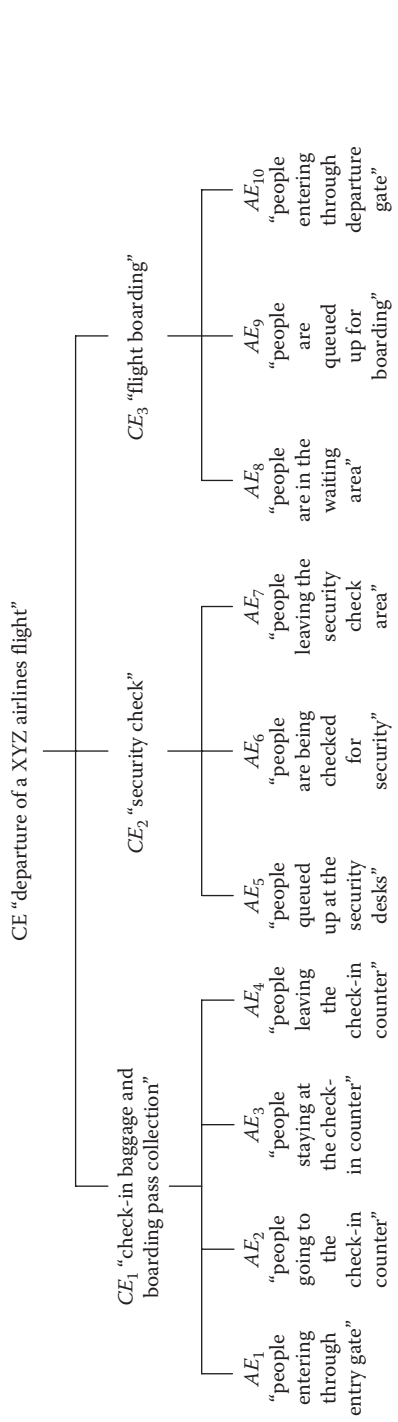 CE “departure of a XYZ airlines flight”
CE₁ “check-in baggage and
boarding pass collection”
CE₂ “security check”
CE₃ “flight boarding”
AE₁
“people
entering
through
entry gate”
AE₂
“people
going to
the
check-in
counter”
AE₃
“people
staying at
the check-
in counter”
AE₄
“people
leaving
the
check-in
counter”
AE₅
“people
queued
up at the
security
desks”
AE₆
“people
are being
checked
for
security”
AE₇
“people
leaving the
security
check
area”
AE₈
“people
are in the
waiting
area”
AE₉
“people
are
queued
up for
boarding”
AE₁₀
“people
entering
through
departure
gate”